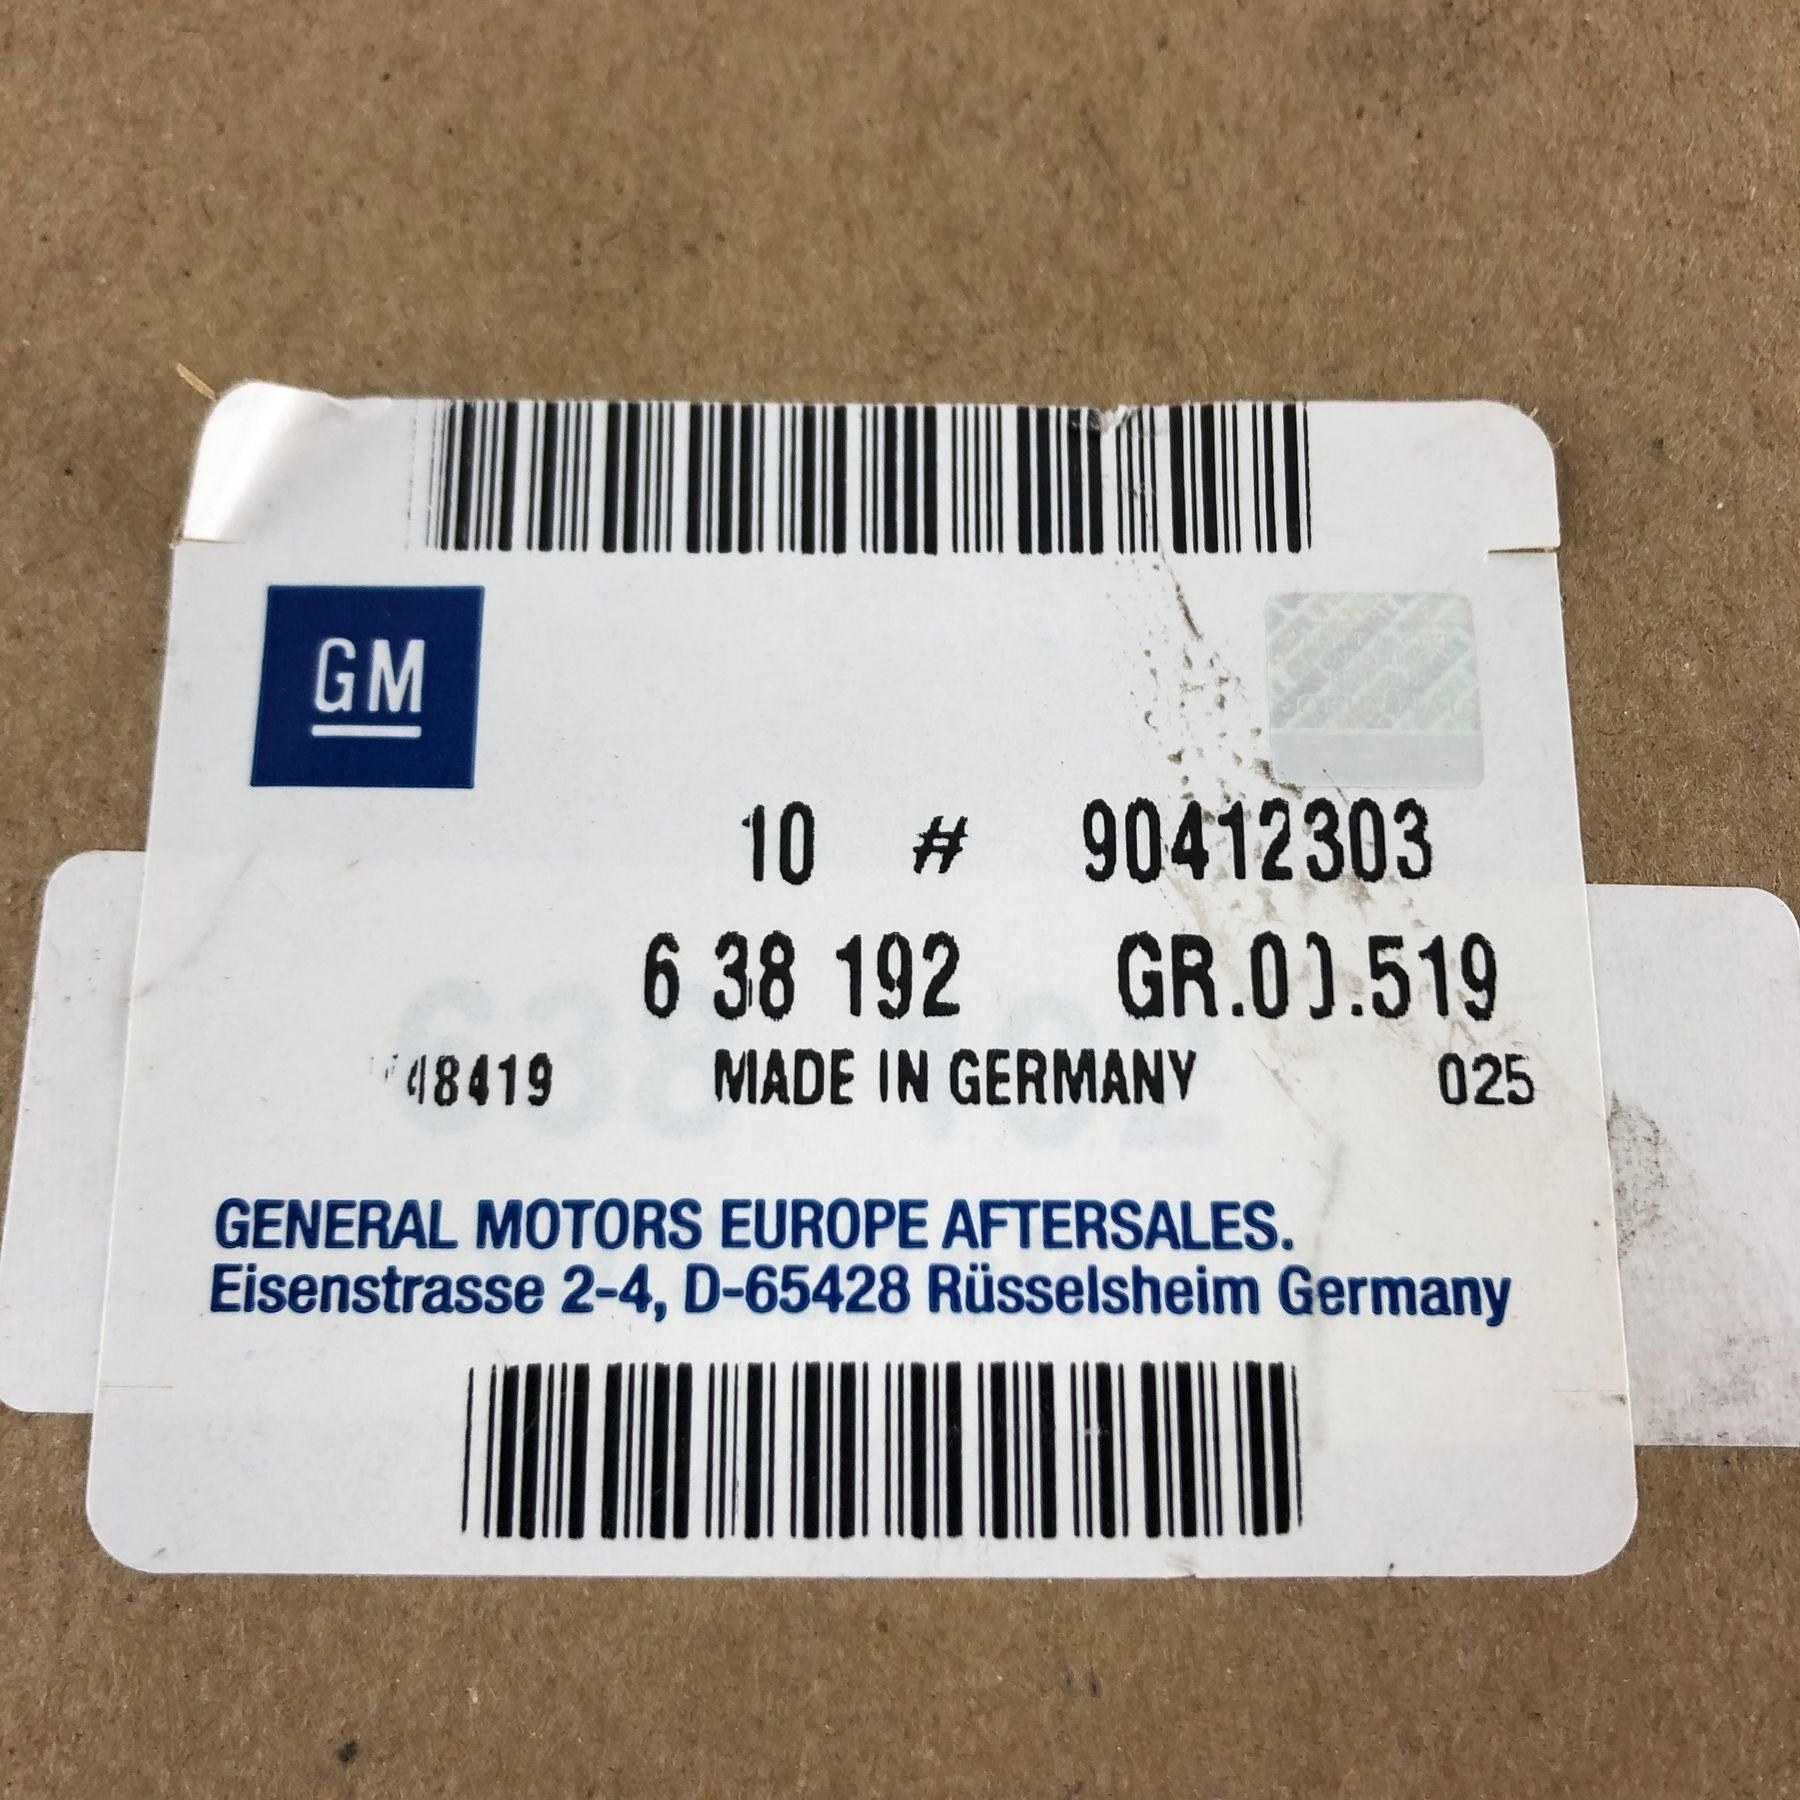 GM
10 # 90412303
6 38 192 GR.00.519
48419 MADE IN GERMANY 025
GENERAL MOTORS EUROPE AFTERSALES.
Eisenstrasse 2-4, D-65428 Rüsselsheim Germany